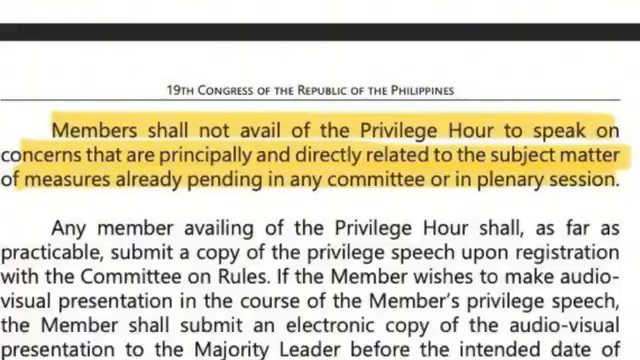 19TH CONGRESS OF THE REPUBLIC OF THE PHILIPPINES
Members shall not avail of the Privilege Hour to speak on
concerns that are principally and directly related to the subject matter
of measures already pending in any committee or in plenary session.
Any member availing of the Privilege Hour shall, as far as
practicable, submit a copy of the privilege speech upon registration
with the Committee on Rules. If the Member wishes to make audio-
visual presentation in the course of the Member's privilege speech,
the Member shall submit an electronic copy of the audio-visual
presentation to the Majority Leader before the intended date of